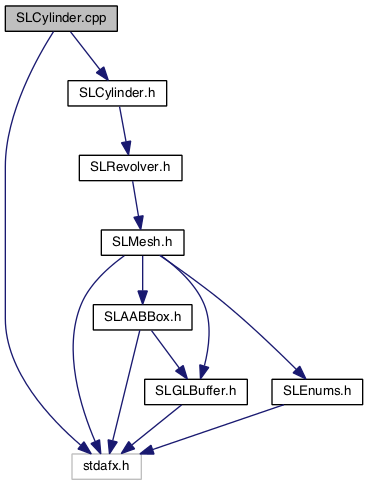 SLCylinder.cpp
SLCylinder.h
SLRevolver.h
SLMesh.h
SLAABBox.h
SLGLBuffer.h
SLEnums.h
stdafx.h